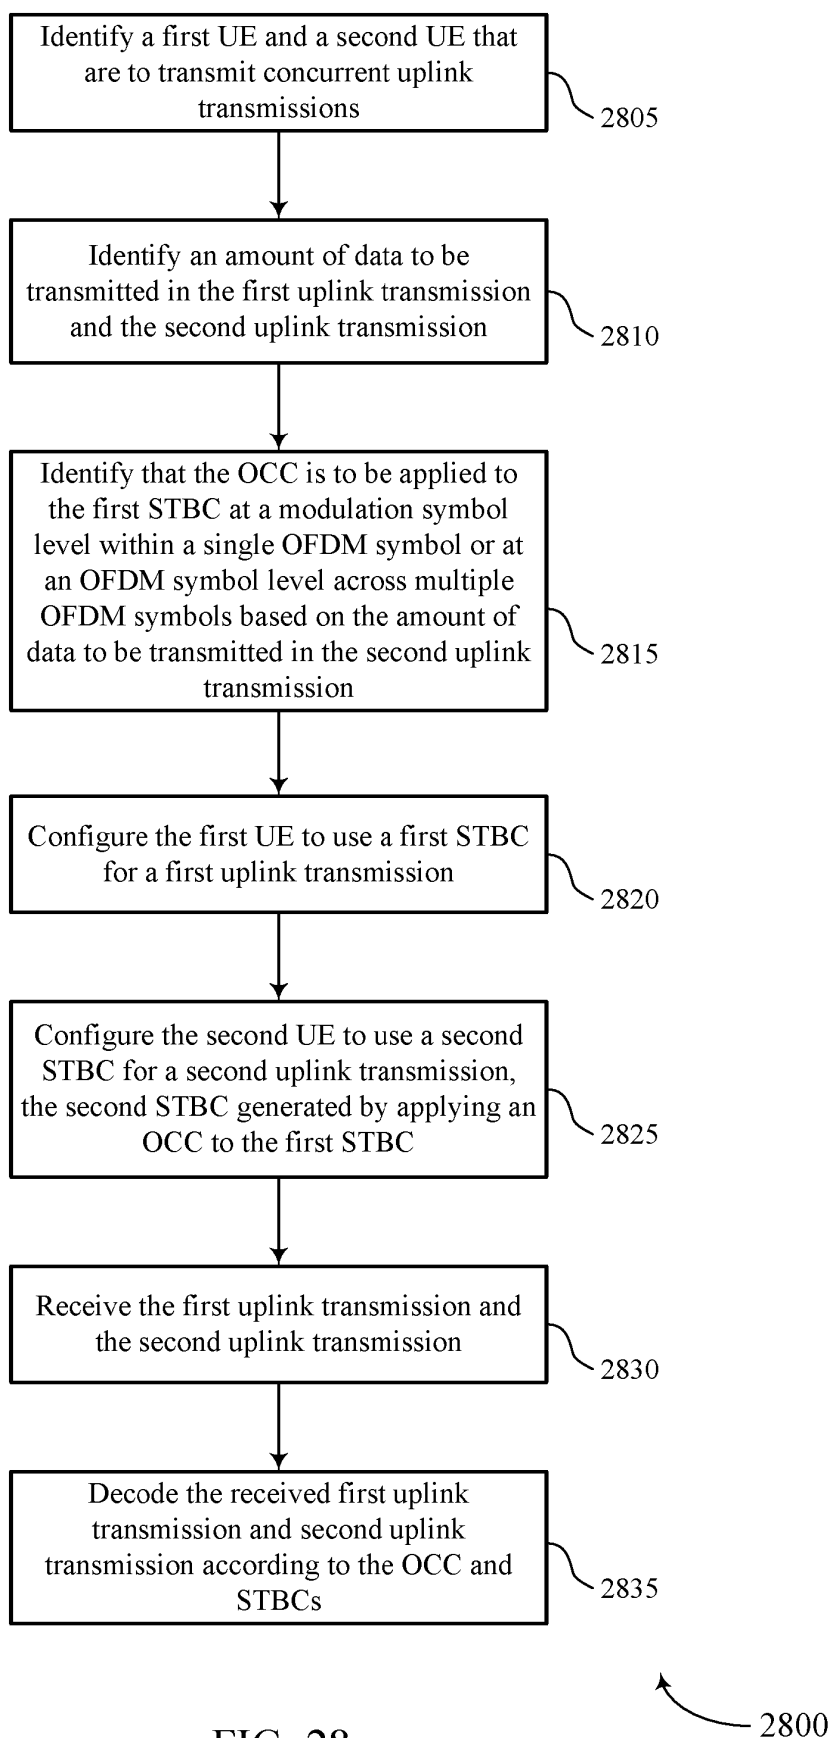 Identify a first UE and a second UE that
are to transmit concurrent uplink
transmissions
2805
Identify an amount of data to be
transmitted in the first uplink transmission
and the second uplink transmission
2810
Identify that the OCC is to be applied to
the first STBC at a modulation symbol
level within a single OFDM symbol or at
an OFDM symbol level across multiple
OFDM symbols based on the amount of
data to be transmitted in the second uplink
transmission
2815
Configure the first UE to use a first STBC
for a first uplink transmission
2820
Configure the second UE to use a second
STBC for a second uplink transmission,
the second STBC generated by applying an
OCC to the first STBC
2825
Receive the first uplink transmission and
the second uplink transmission
2830
Decode the received first uplink
transmission and second uplink
transmission according to the OCC and
STBCs
2835
2800
FIG. 28